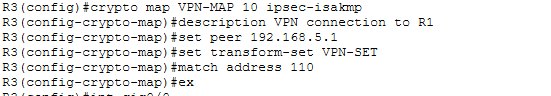 R3(config)#crypto map VPN-MAP 10 ipsec-isakmp
R3(config-crypto-map)#description VPN connection to R1
R3(config-crypto-map)#set peer 192.168.5.1
R3(config-crypto-map)#set transform-set VPN-SET
R3(config-crypto-map)#match address 110
R3(config-crypto-map)#ex